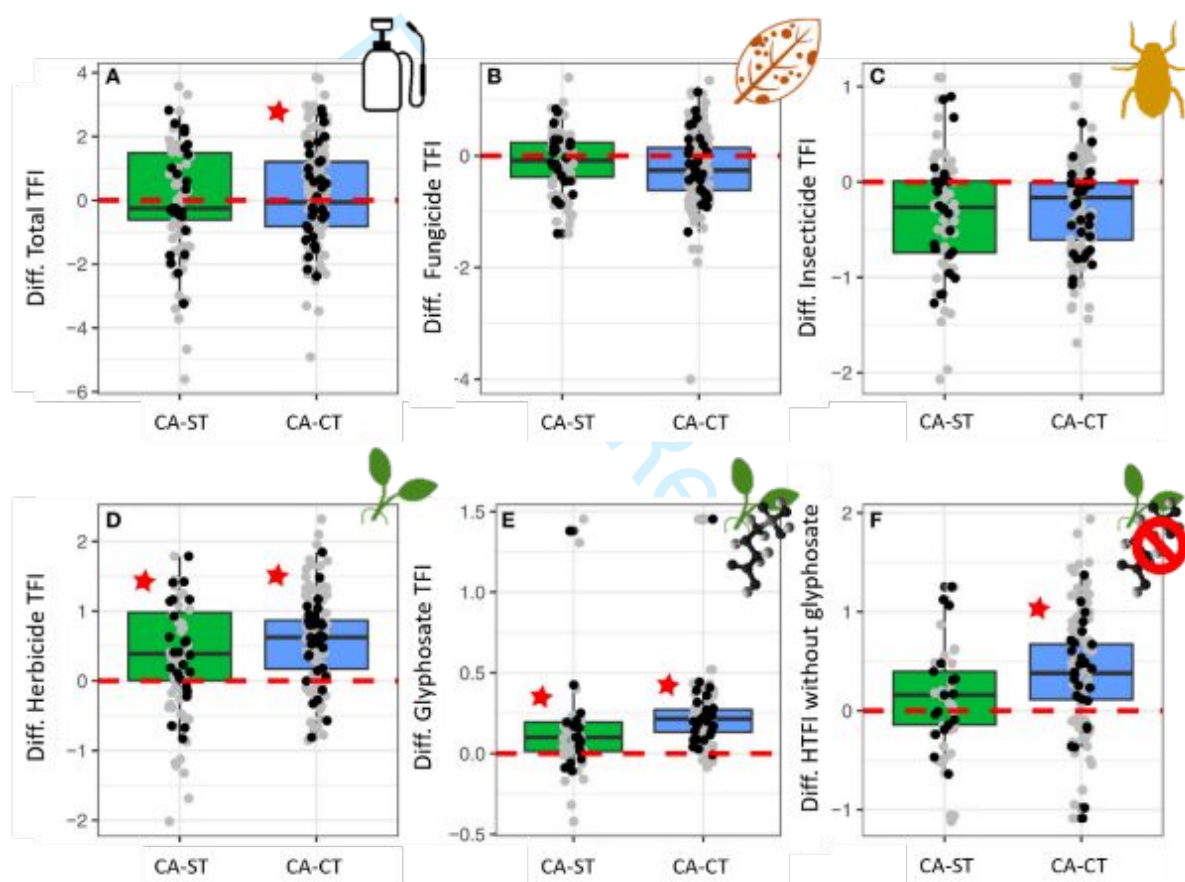 A
B
C
Diff. Total TFI
4
2
0
−2
−4
−6
CA-ST
CA-CT
Diff. Fungicide TFI
0
−2
−4
CA-ST
CA-CT
Diff. Insecticide TFI
1
0
−1
−2
CA-ST
CA-CT
D
E
F
Diff. Herbicide TFI
2
1
0
−1
−2
CA-ST
CA-CT
Diff. Glyphosate TFI
1.5
1.0
0.5
0.0
−0.5
CA-ST
CA-CT
Diff. HTFI without glyphosate
2
1
0
−1
CA-ST
CA-CT